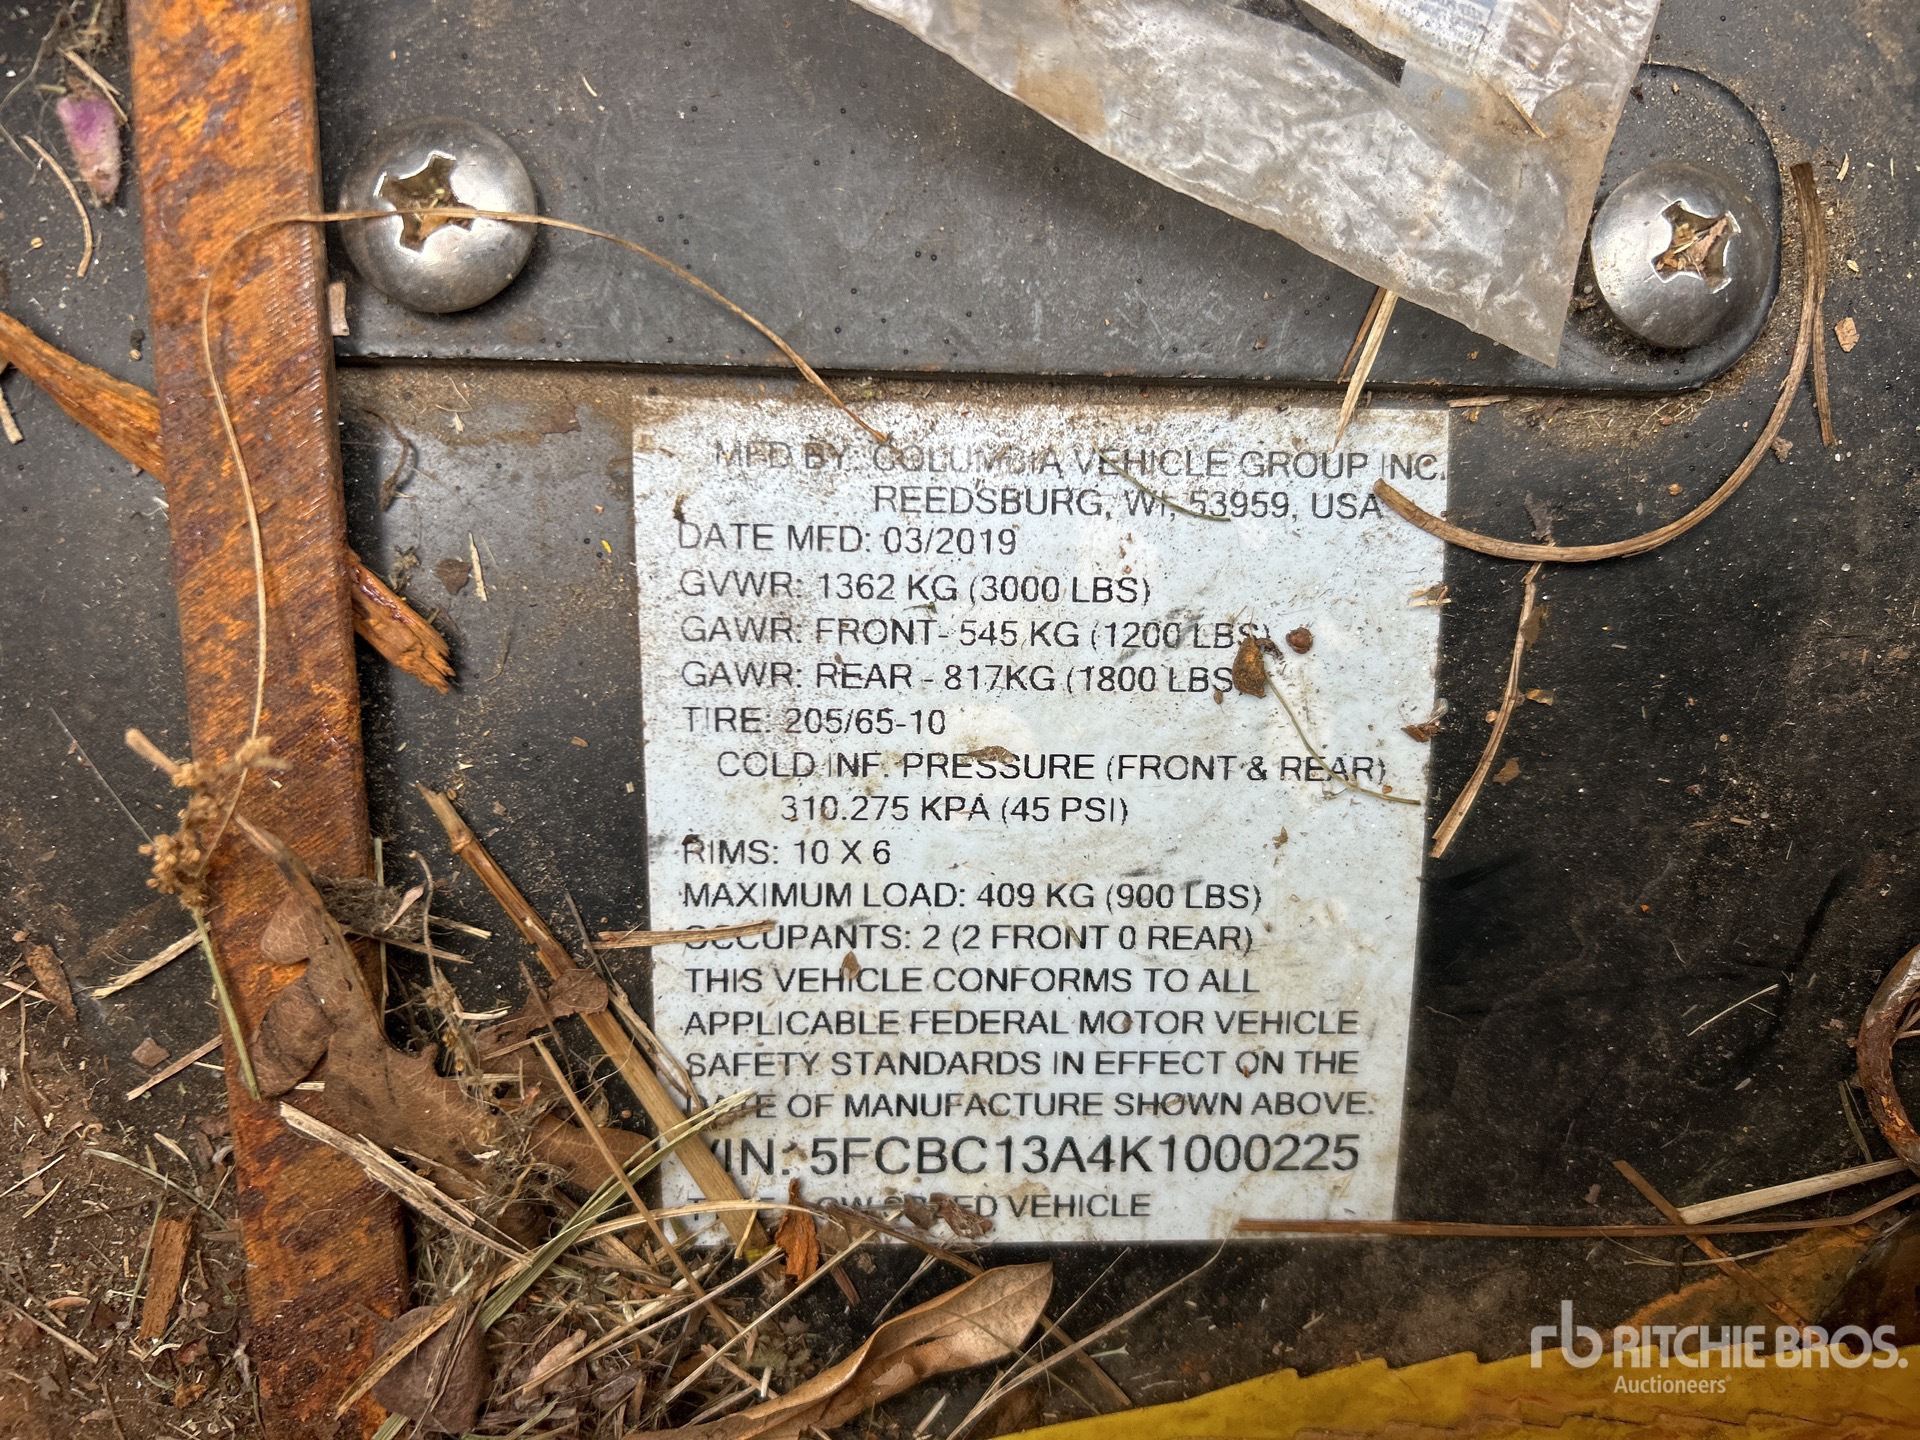 MFD BY: COLUMBIA VEHICLE GROUP INC.
REEDSBURG, WI, 53959, USA
DATE MFD: 03/2019
GVWR: 1362 KG (3000 LBS)
GAWR: FRONT- 545 KG (1200 LBS)
GAWR: REAR - 817KG (1800 LBS
TIRE: 205/65-10
COLD INF. PRESSURE (FRONT & REAR)
310.275 KPA (45 PSI)
RIMS: 10 X 6
MAXIMUM LOAD: 409 KG (900 LBS)
OCCUPANTS: 2 (2 FRONT 0 REAR)
THIS VEHICLE CONFORMS TO ALL
APPLICABLE FEDERAL MOTOR VEHICLE
SAFETY STANDARDS IN EFFECT ON THE
DATE OF MANUFACTURE SHOWN ABOVE.
VIN: 5FCBC13A4K1000225
VEHICLE
rb RITCHIE BROS.
Auctioneers